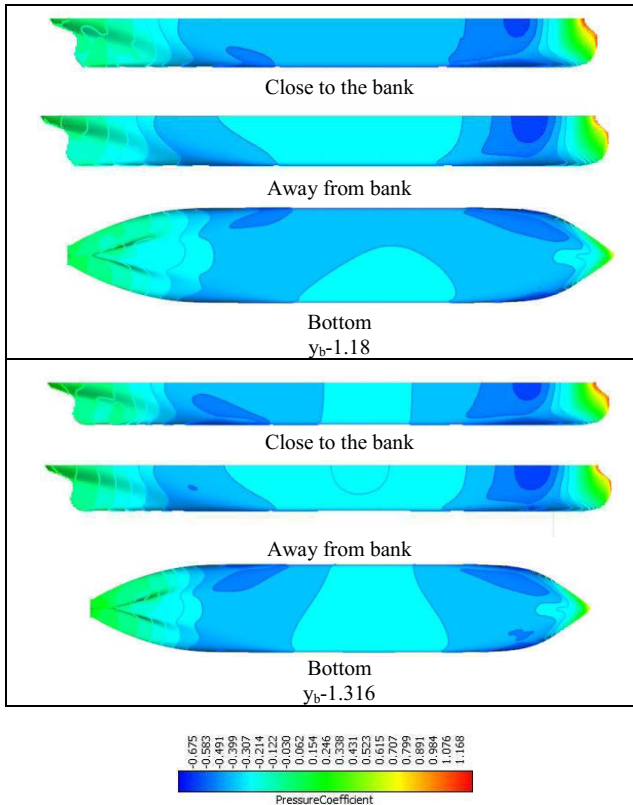 Close to the bank
Away from bank
Bottom
yb-1.18
Close to the bank
Away from bank
Bottom
yb-1.316
-0.675
-0.583
-0.491
-0.399
-0.307
-0.214
-0.122
-0.030
0.062
0.154
0.246
0.338
0.431
0.523
0.615
0.707
0.799
0.891
0.984
1.076
1.168
PressureCoefficient